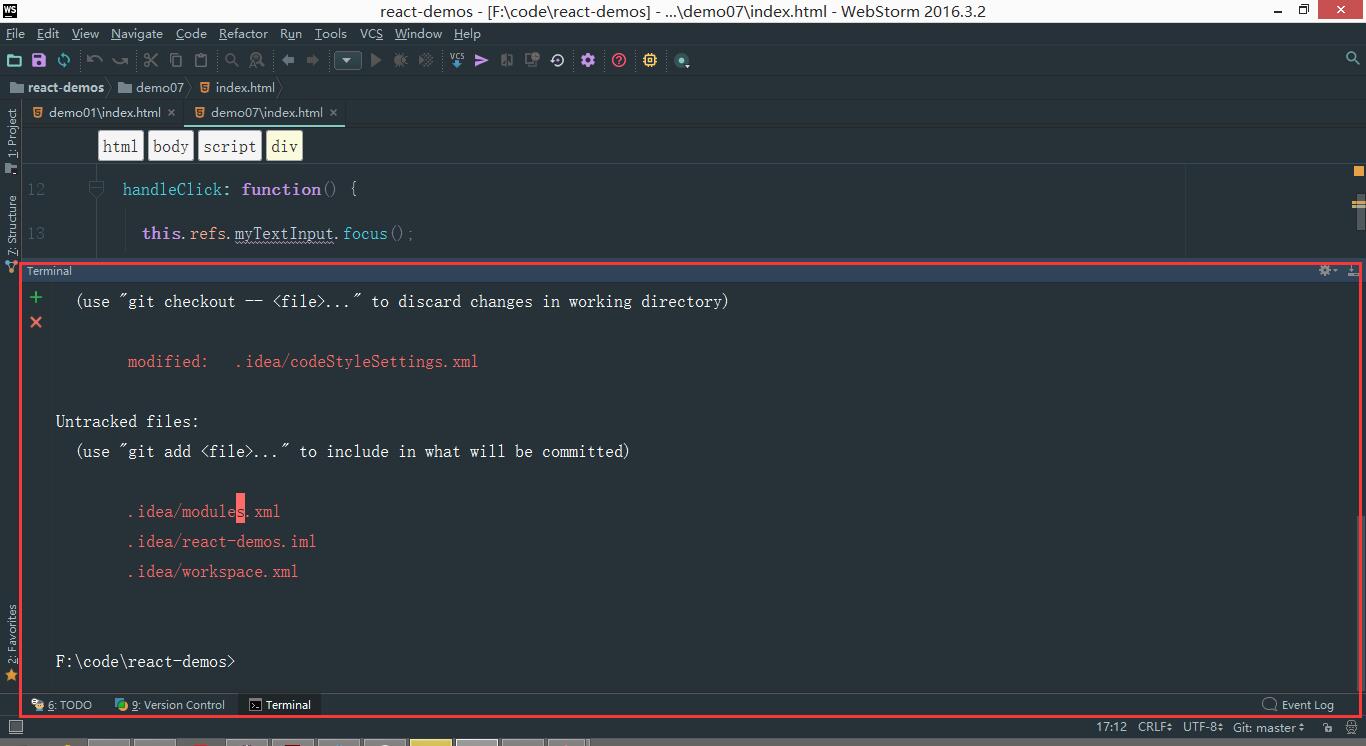 WS
react-demos - [F:\code\react-demos] - ...\demo07\index.html - WebStorm 2016.3.2
File Edit View Navigate Code Refactor Run Tools VCS Window Help
VCS
react-demos demo07 index.html
demo01\index.html demo07\index.html
1: Project
html body script div
12 handleClick: function() {
7: Structure
13 this.refs.myTextInput.focus();
Terminal
(use "git checkout -- <file>..." to discard changes in working directory)
modified: .idea/codeStyleSettings.xml
Untracked files:
(use "git add <file>..." to include in what will be committed)
.idea/modules.xml
.idea/react-demos.iml
.idea/workspace.xml
2: Favorites
F:\code\react-demos>
6: TODO 9: Version Control Terminal Event Log
17:12 CRLF UTF-8 Git: master